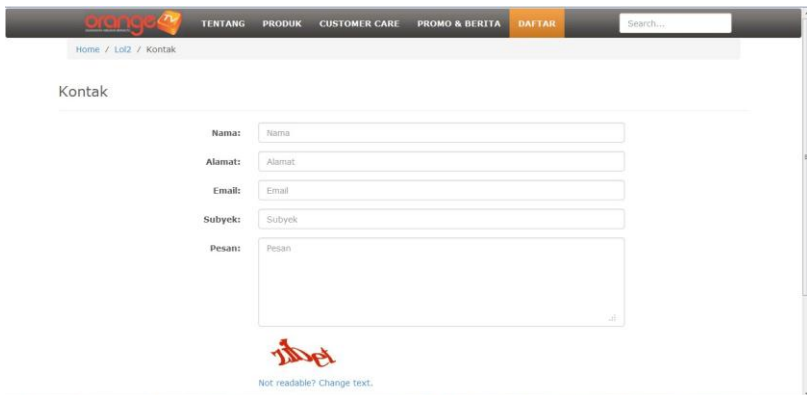 orange TV TENTANG PRODUK CUSTOMER CARE PROMO & BERITA DAFTAR Search...
Home / Lol2 / Kontak
Kontak
Nama: Nama
Alamat: Alamat
Email: Email
Subyek: Subyek
Pesan: Pesan
Not readable? Change text.